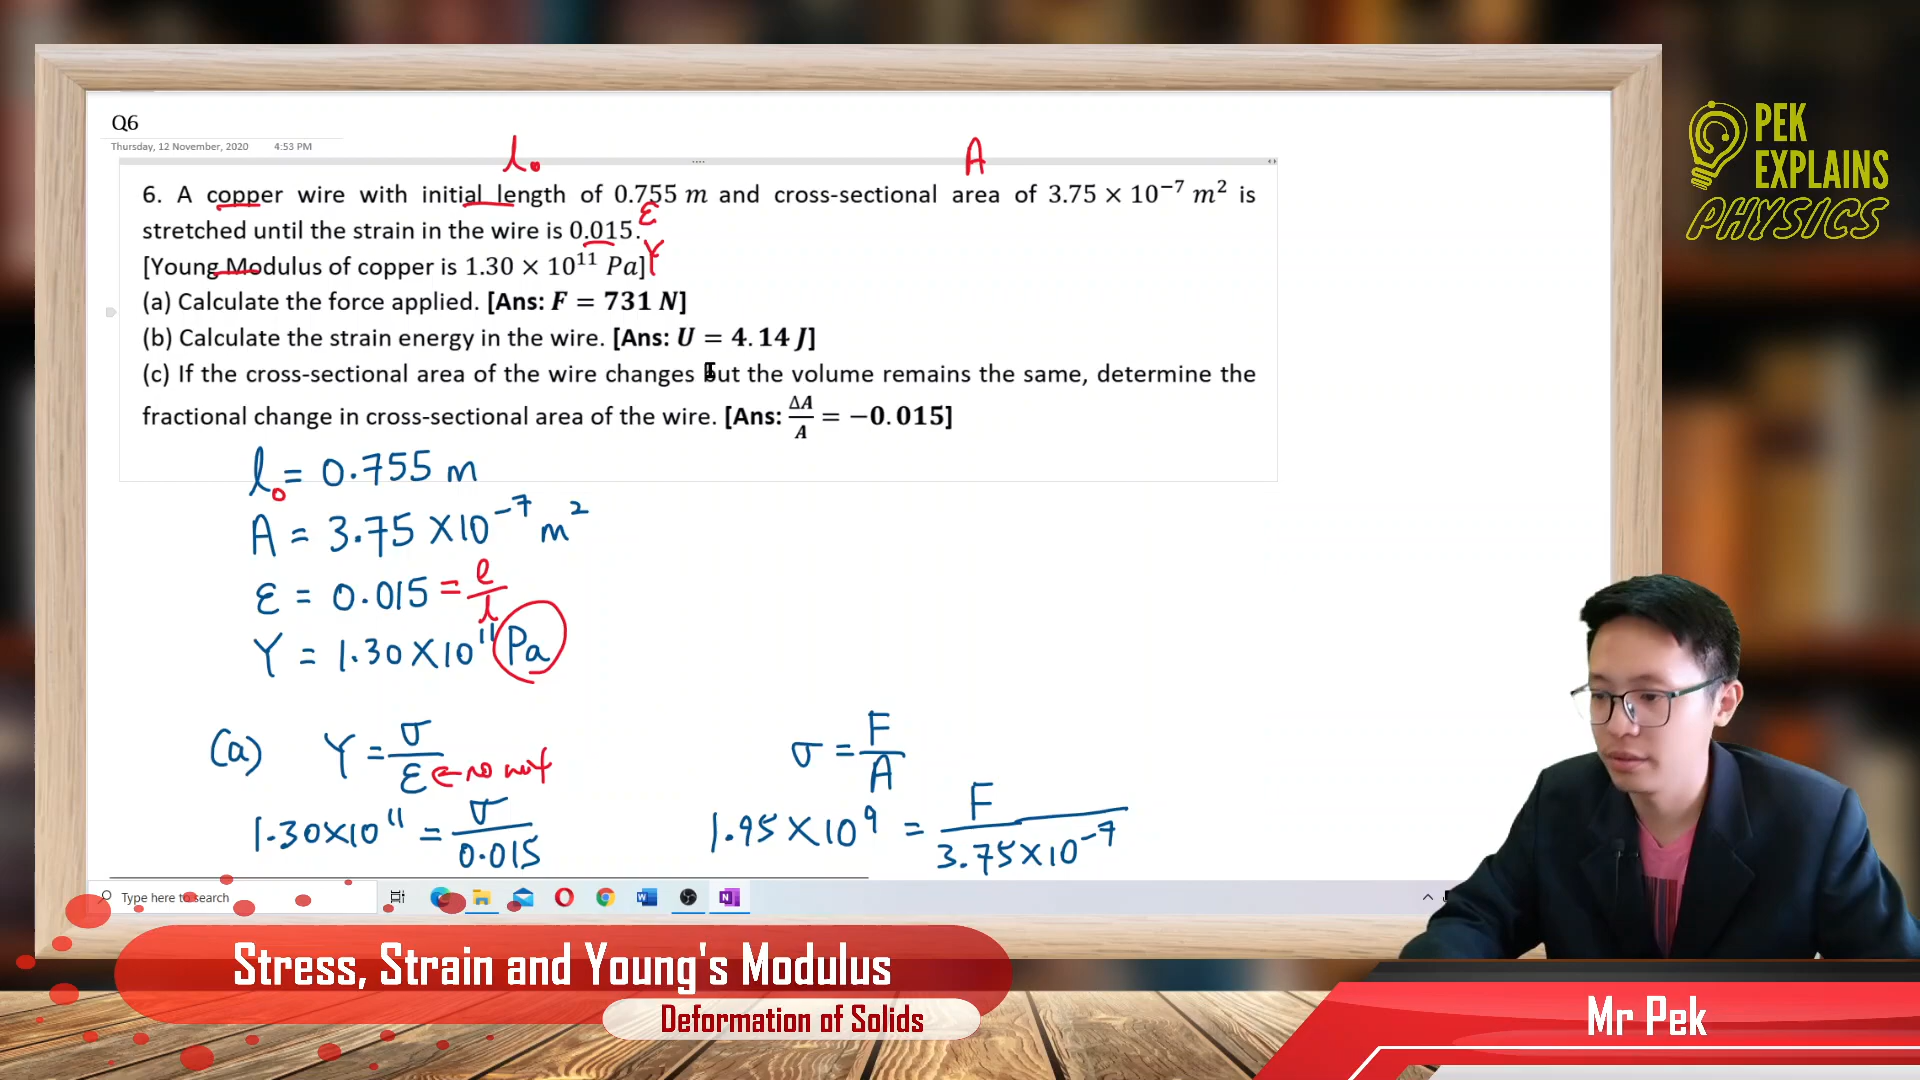 PEK
EXPLAINS
PHYSICS
Q6
Thursday, 12 November, 2020 4:53 PM
l₀ A
6. A copper wire with initial length of 0.755 m and cross-sectional area of 3.75 × 10⁻⁷ m² is
ε
stretched until the strain in the wire is 0.015.
[Young Modulus of copper is 1.30 × 10¹¹ Pa] Y
(a) Calculate the force applied. [Ans: F = 731 N]
(b) Calculate the strain energy in the wire. [Ans: U = 4.14 J]
(c) If the cross-sectional area of the wire changes but the volume remains the same, determine the
fractional change in cross-sectional area of the wire. [Ans: ΔA/A = −0.015]
l₀ = 0.755 m
A = 3.75 × 10⁻⁷ m²
ε = 0.015 = e/l
Y = 1.30 × 10¹¹ Pa
(a) Y = σ/ε ← no unit σ = F/A
1.30 × 10¹¹ = σ/0.015 1.95 × 10⁹ = F/3.75 × 10⁻⁷
Type here to search
Stress, Strain and Young's Modulus
Deformation of Solids
Mr Pek